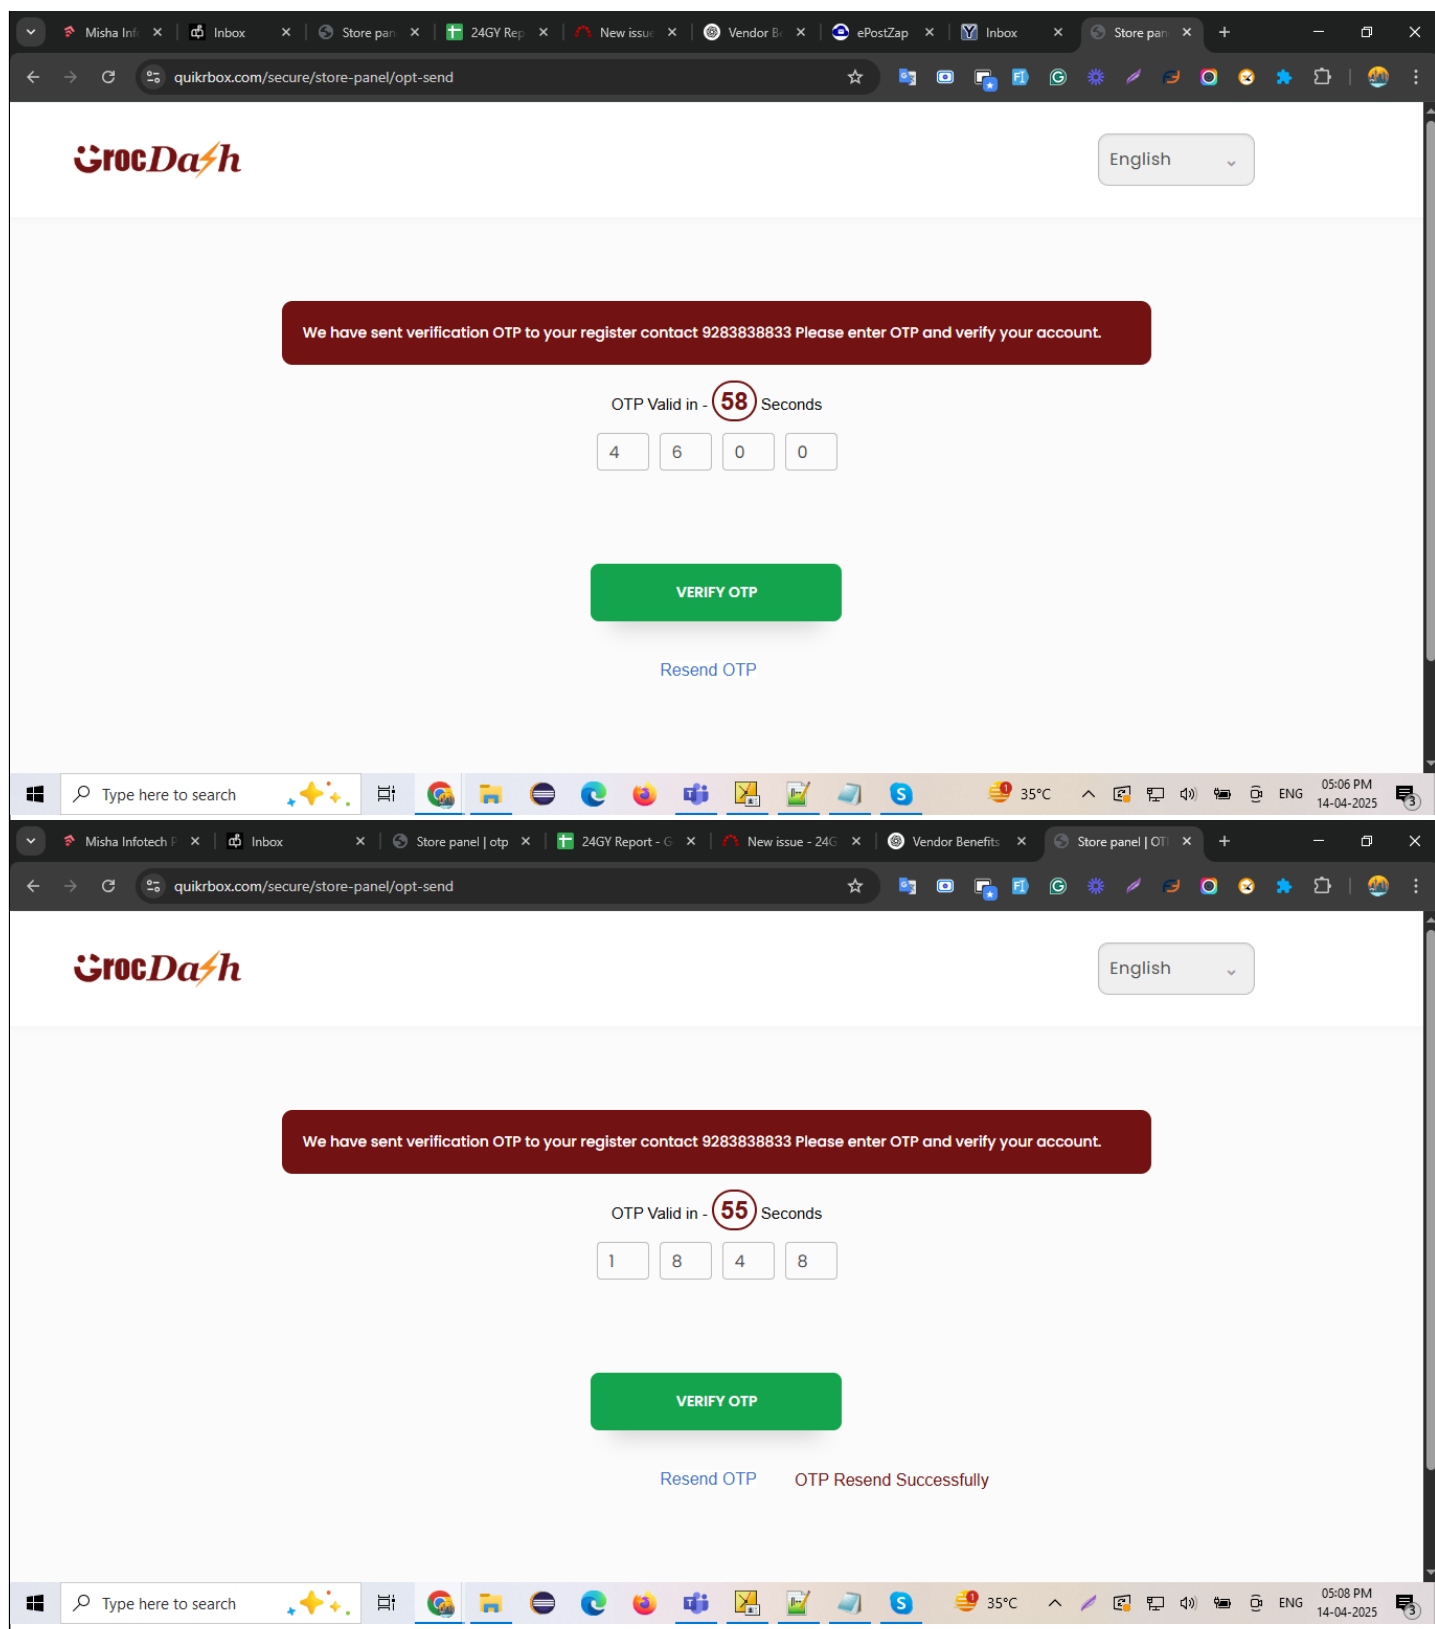 Misha Inf Inbox Store pan 24GY Rep New issue Vendor B ePostZap Inbox Store pan
quikrbox.com/secure/store-panel/opt-send
GrocDash
English
We have sent verification OTP to your register contact 9283838833 Please enter OTP and verify your account.
OTP Valid in - 58 Seconds
4 6 0 0
VERIFY OTP
Resend OTP
Type here to search 35°C ENG 05:06 PM
14-04-2025 3
Misha Infotech P Inbox Store panel | otp 24GY Report - G New issue - 24G Vendor Benefits Store panel | OT
quikrbox.com/secure/store-panel/opt-send
GrocDash
English
We have sent verification OTP to your register contact 9283838833 Please enter OTP and verify your account.
OTP Valid in - 55 Seconds
1 8 4 8
VERIFY OTP
Resend OTP OTP Resend Successfully
Type here to search 35°C ENG 05:08 PM
14-04-2025 3